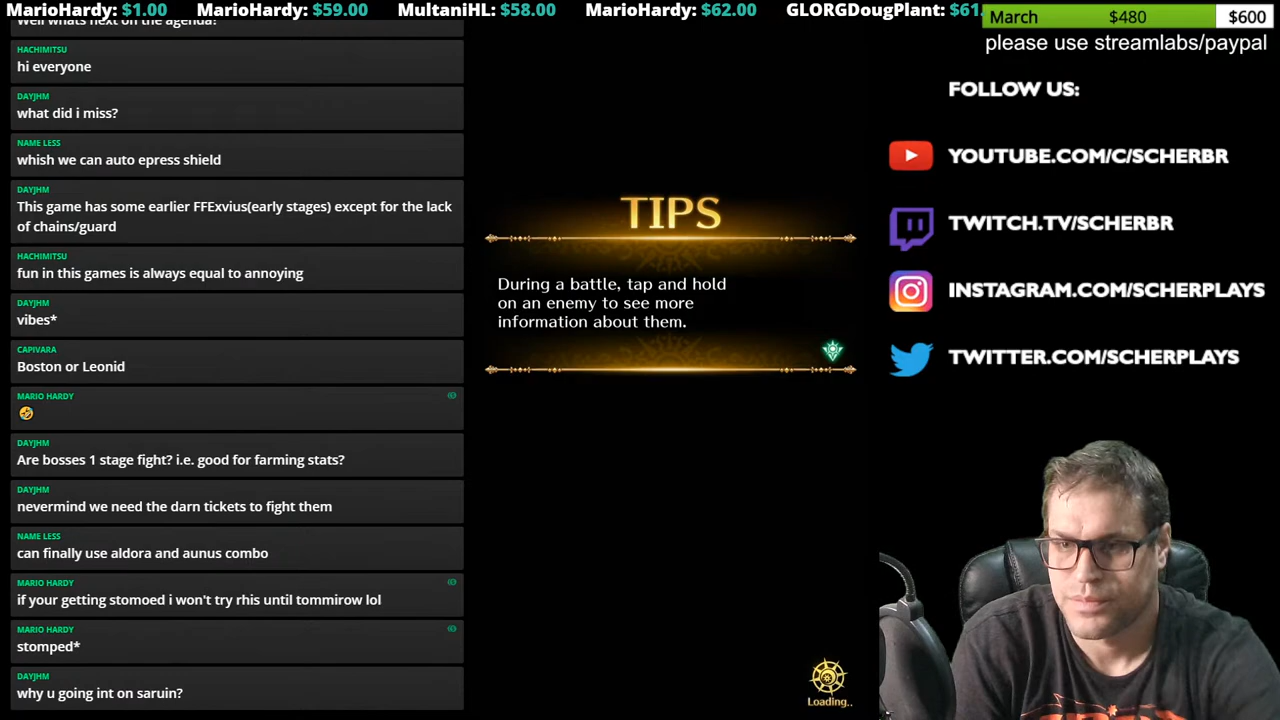 MarioHardy: $1.00 MarioHardy: $59.00 MultaniHL: $58.00 MarioHardy: $62.00 GLORGDougPlant: $61.
March $480 $600
please use streamlabs/paypal
Well whats next on the agenda?
HACHIMITSU
hi everyone
DAYJHM
what did i miss?
NAME LESS
whish we can auto epress shield
DAYJHM
This game has some earlier FFExvius(early stages) except for the lack
of chains/guard
HACHIMITSU
fun in this games is always equal to annoying
DAYJHM
vibes*
CAPIVARA
Boston or Leonid
MARIO HARDY
🤣
DAYJHM
Are bosses 1 stage fight? i.e. good for farming stats?
DAYJHM
nevermind we need the darn tickets to fight them
NAME LESS
can finally use aldora and aunus combo
MARIO HARDY
if your getting stomoed i won't try rhis until tommirow lol
MARIO HARDY
stomped*
DAYJHM
why u going int on saruin?
TIPS
During a battle, tap and hold
on an enemy to see more
information about them.
Loading..
FOLLOW US:
YOUTUBE.COM/C/SCHERBR
TWITCH.TV/SCHERBR
INSTAGRAM.COM/SCHERPLAYS
TWITTER.COM/SCHERPLAYS